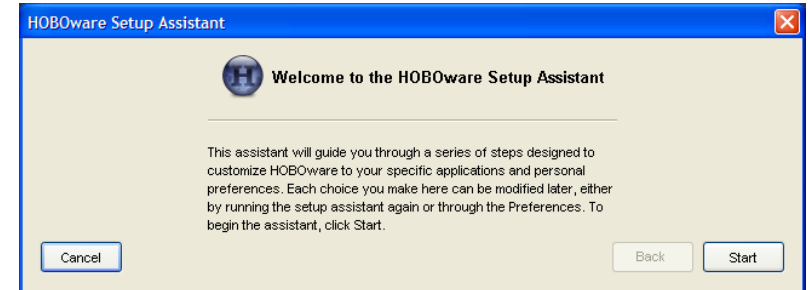 HOBOware Setup Assistant
H
Welcome to the HOBOware Setup Assistant
This assistant will guide you through a series of steps designed to
customize HOBOware to your specific applications and personal
preferences. Each choice you make here can be modified later, either
by running the setup assistant again or through the Preferences. To
begin the assistant, click Start.
Cancel
Back
Start